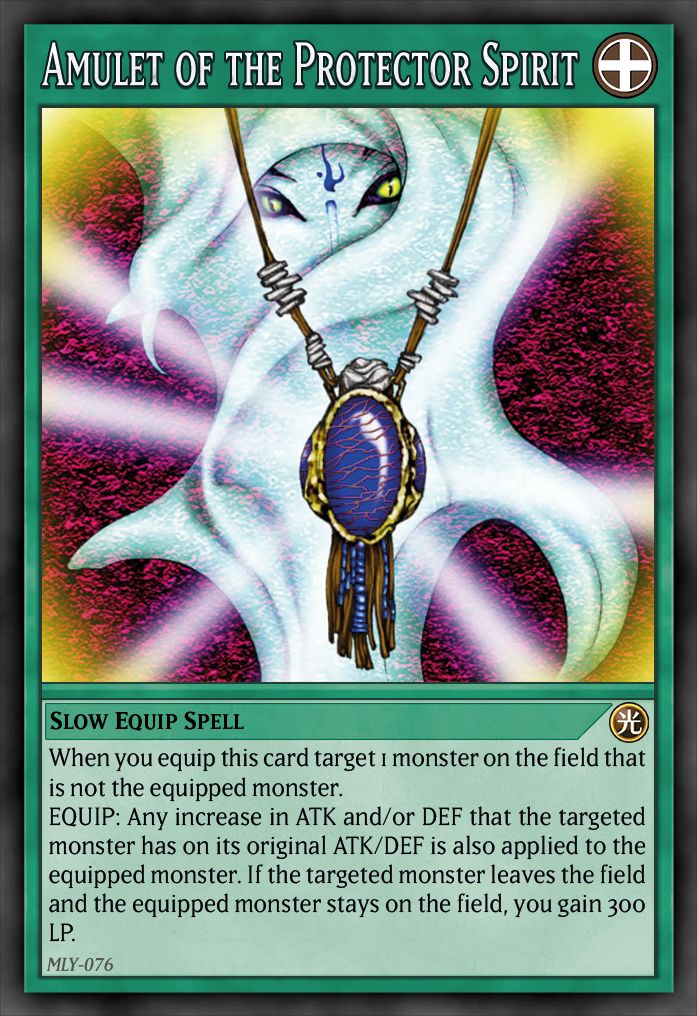 Amulet of the Protector Spirit
Slow Equip Spell
光
When you equip this card target 1 monster on the field that
is not the equipped monster.
EQUIP: Any increase in ATK and/or DEF that the targeted
monster has on its original ATK/DEF is also applied to the
equipped monster. If the targeted monster leaves the field
and the equipped monster stays on the field, you gain 300
LP.
MLY-076